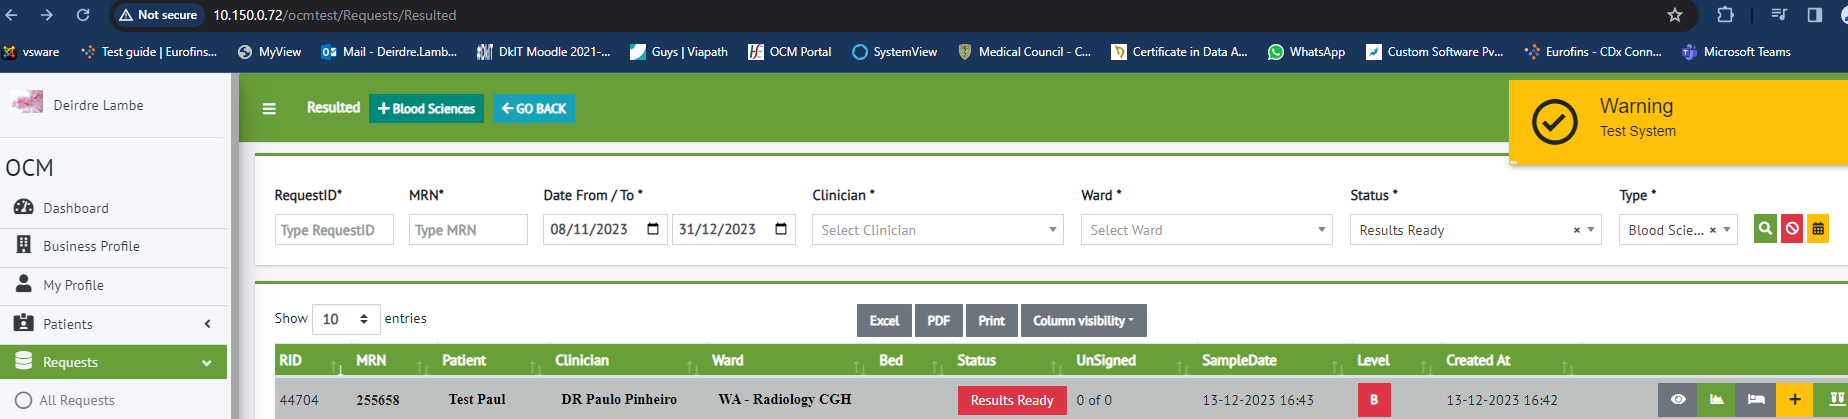 Not secure 10.150.0.72/ocmtest/Requests/Resulted
vsware Test guide | Eurofins... MyView Mail - Deirdre.Lamb... DkIT Moodle 2021-... Guys | Viapath OCM Portal SystemView Medical Council - C... Certificate in Data A... WhatsApp Custom Software Pv... Eurofins - CDx Conn... Microsoft Teams
Deirdre Lambe
Resulted + Blood Sciences GO BACK
Warning
Test System
OCM
Dashboard
Business Profile
My Profile
Patients
Requests
All Requests
RequestID* MRN* Date From / To * Clinician * Ward * Status * Type *
Type RequestID Type MRN 08/11/2023 31/12/2023 Select Clinician Select Ward Results Ready × Blood Scie... ×
Show 10 entries Excel PDF Print Column visibility
RID MRN Patient Clinician Ward Bed Status UnSigned SampleDate Level Created At
44704 255658 Test Paul DR Paulo Pinheiro WA - Radiology CGH Results Ready 0 of 0 13-12-2023 16:43 B 13-12-2023 16:42